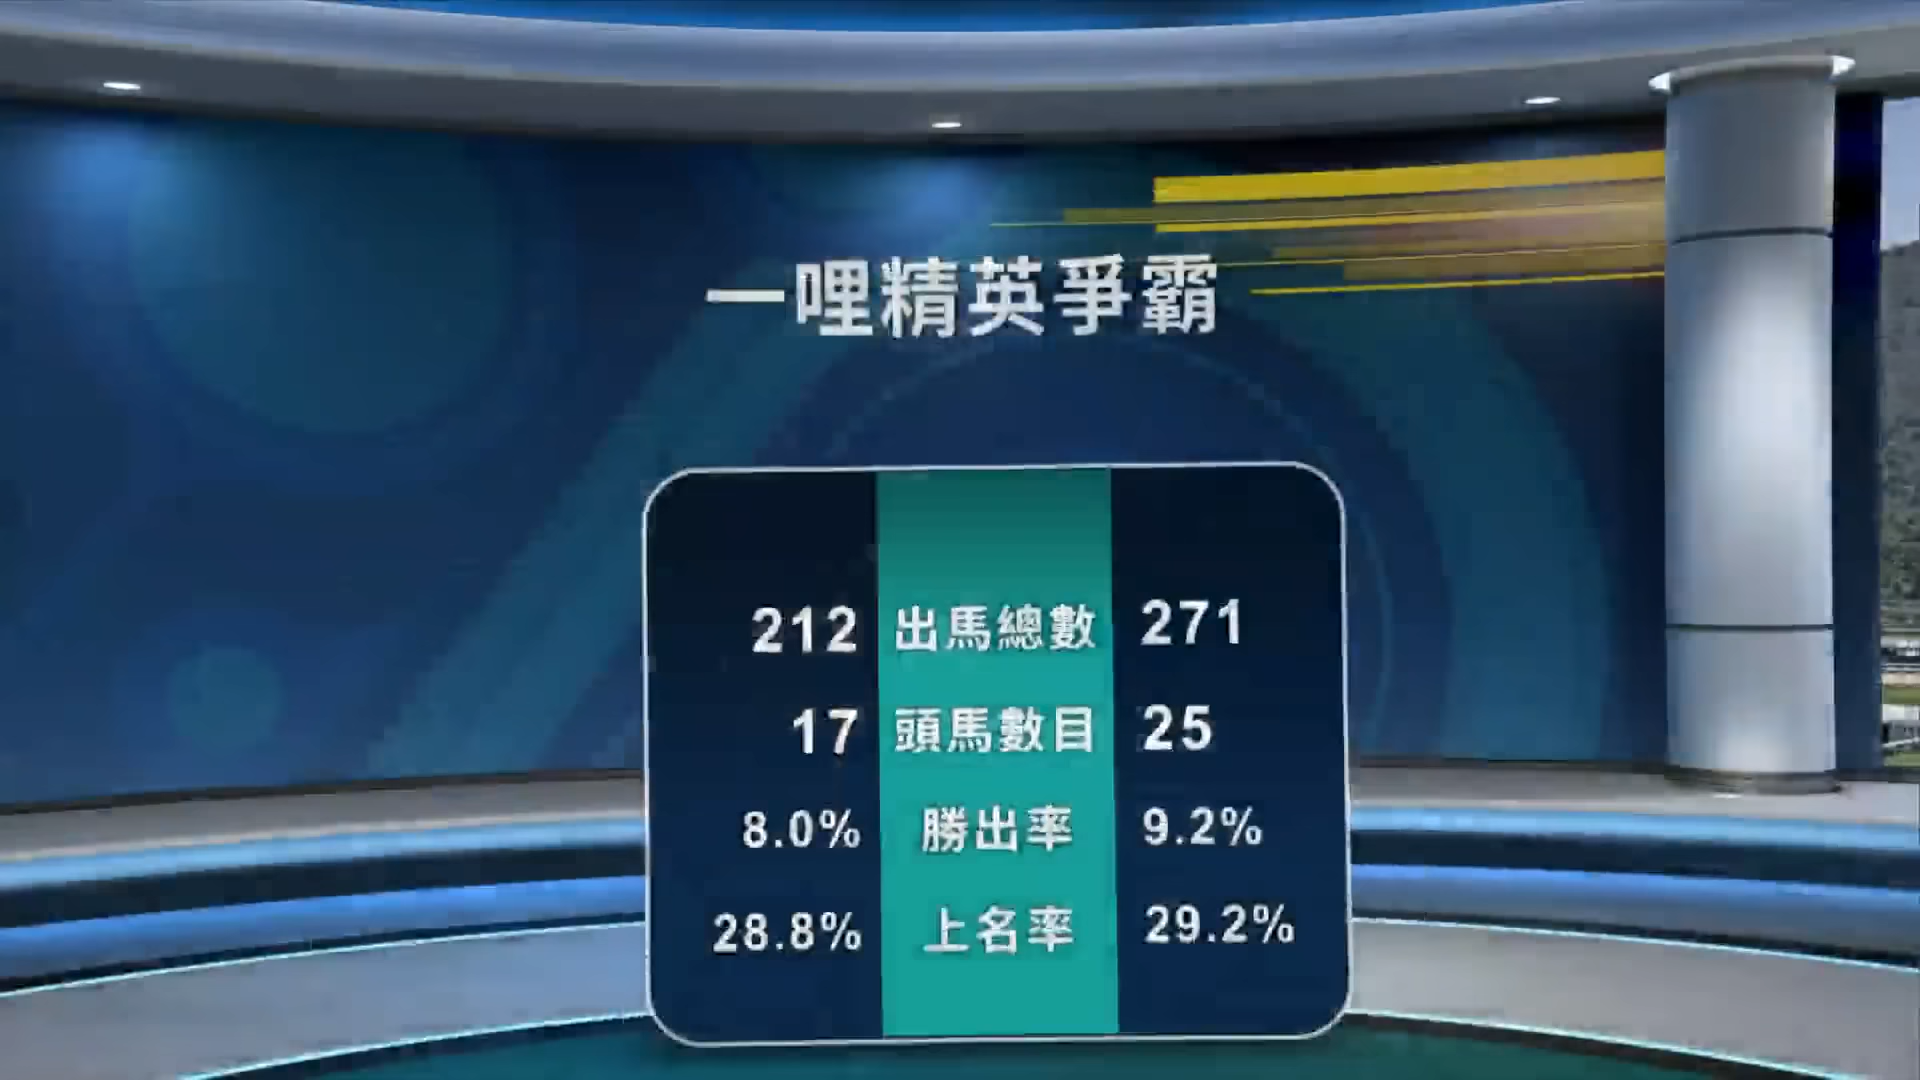 一哩精英爭霸
212 出馬總數 271
17 頭馬數目 25
8.0% 勝出率 9.2%
28.8% 上名率 29.2%